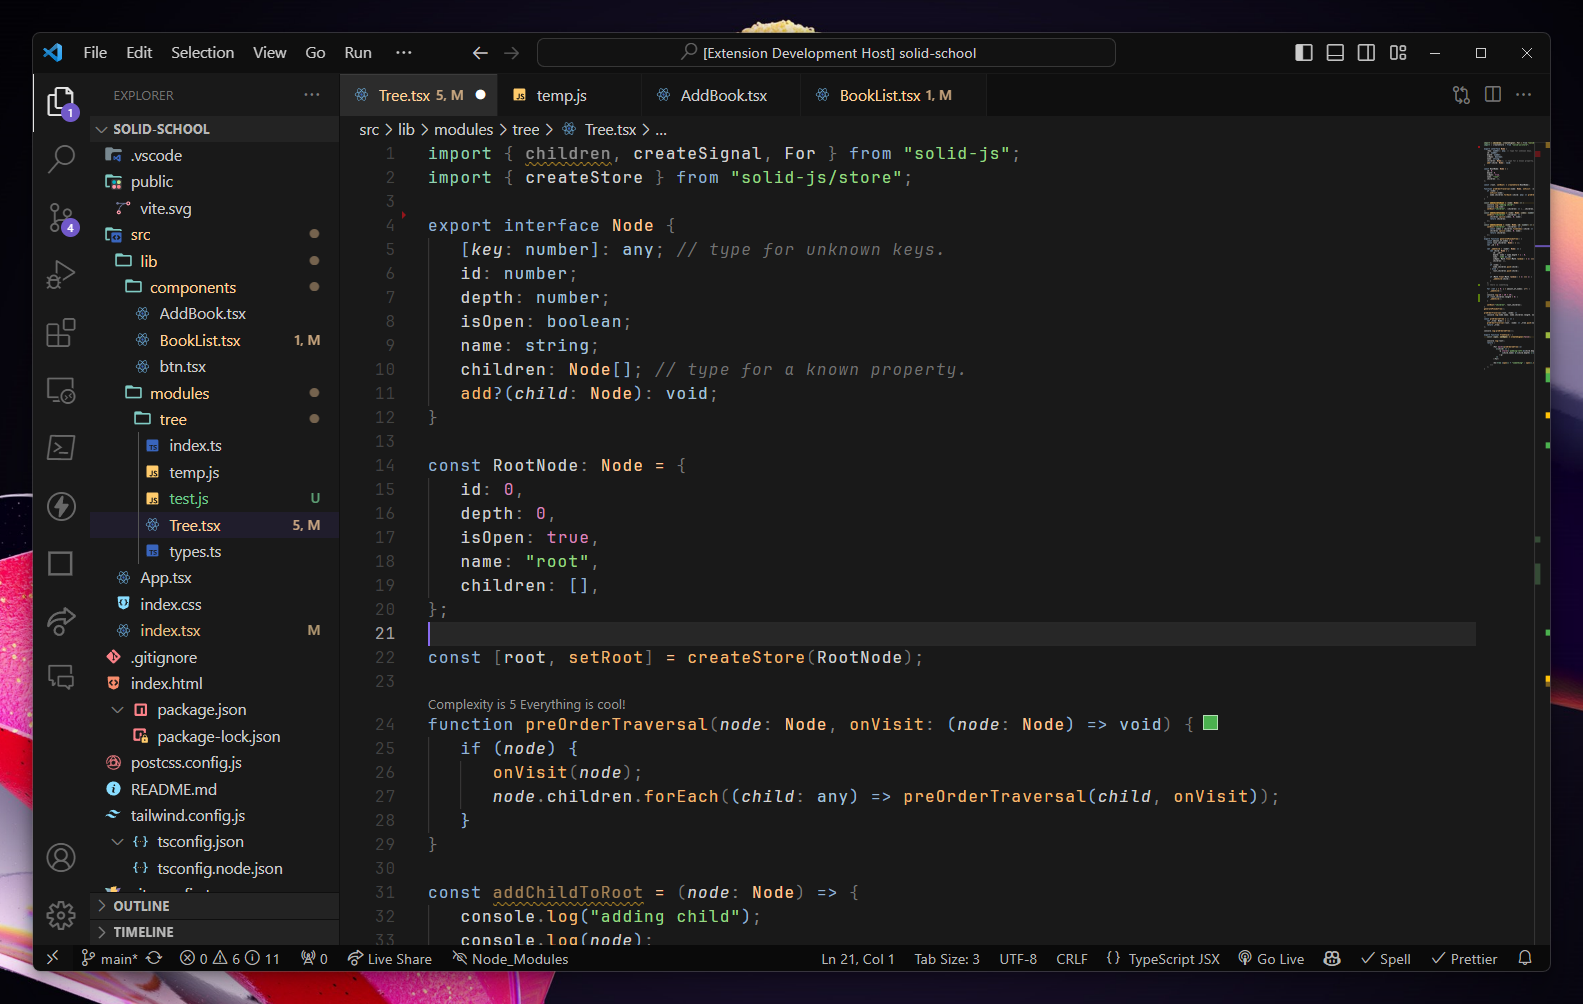 File Edit Selection View Go Run ···
[Extension Development Host] solid-school
EXPLORER ···
SOLID-SCHOOL
.vscode
public
vite.svg
src
lib
components
AddBook.tsx
BookList.tsx 1, M
btn.tsx
modules
tree
index.ts
temp.js
test.js U
Tree.tsx 5, M
types.ts
App.tsx
index.css
index.tsx M
.gitignore
index.html
package.json
package-lock.json
postcss.config.js
README.md
tailwind.config.js
tsconfig.json
tsconfig.node.json
OUTLINE
TIMELINE
1
4
Tree.tsx 5, M
temp.js
AddBook.tsx
BookList.tsx 1, M
src > lib > modules > tree > Tree.tsx > ...
1 import { children, createSignal, For } from "solid-js";
2 import { createStore } from "solid-js/store";
3
4 export interface Node {
5 [key: number]: any; // type for unknown keys.
6 id: number;
7 depth: number;
8 isOpen: boolean;
9 name: string;
10 children: Node[]; // type for a known property.
11 add?(child: Node): void;
12 }
13
14 const RootNode: Node = {
15 id: 0,
16 depth: 0,
17 isOpen: true,
18 name: "root",
19 children: [],
20 };
21
22 const [root, setRoot] = createStore(RootNode);
23
Complexity is 5 Everything is cool!
24 function preOrderTraversal(node: Node, onVisit: (node: Node) => void) {
25 if (node) {
26 onVisit(node);
27 node.children.forEach((child: any) => preOrderTraversal(child, onVisit));
28 }
29 }
30
31 const addChildToRoot = (node: Node) => {
32 console.log("adding child");
33 console.log(node);
main* 0 6 11 0 Live Share Node_Modules Ln 21, Col 1 Tab Size: 3 UTF-8 CRLF {} TypeScript JSX Go Live Spell Prettier